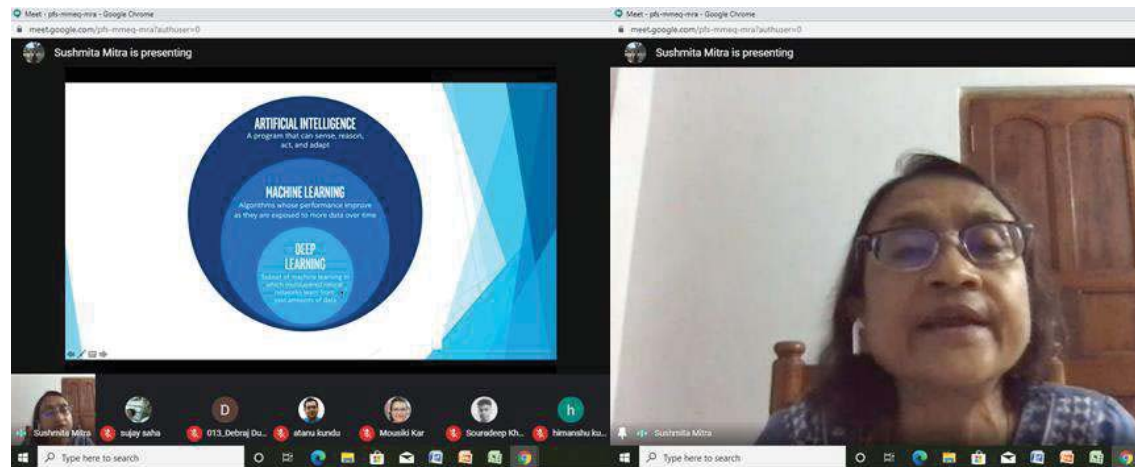 Meet - pfs-mmeq-mra - Google Chrome
meet.google.com/pfs-mmeq-mra?authuser=0
Sushmita Mitra is presenting
ARTIFICIAL INTELLIGENCE
A program that can sense, reason,
act, and adapt
MACHINE LEARNING
Algorithms whose performance improve
as they are exposed to more data over time
DEEP
LEARNING
Subset of machine learning in
which multilayered neural
networks learn from
vast amounts of data
Sushmita Mitra
sujay saha
D
013_Debraj Du...
atanu kundu
Mousiki Kar
Souradeep Kh...
h
himanshu ku...
Type here to search
Meet - pfs-mmeq-mra - Google Chrome
meet.google.com/pfs-mmeq-mra?authuser=0
Sushmita Mitra is presenting
Sushmita Mitra
Type here to search